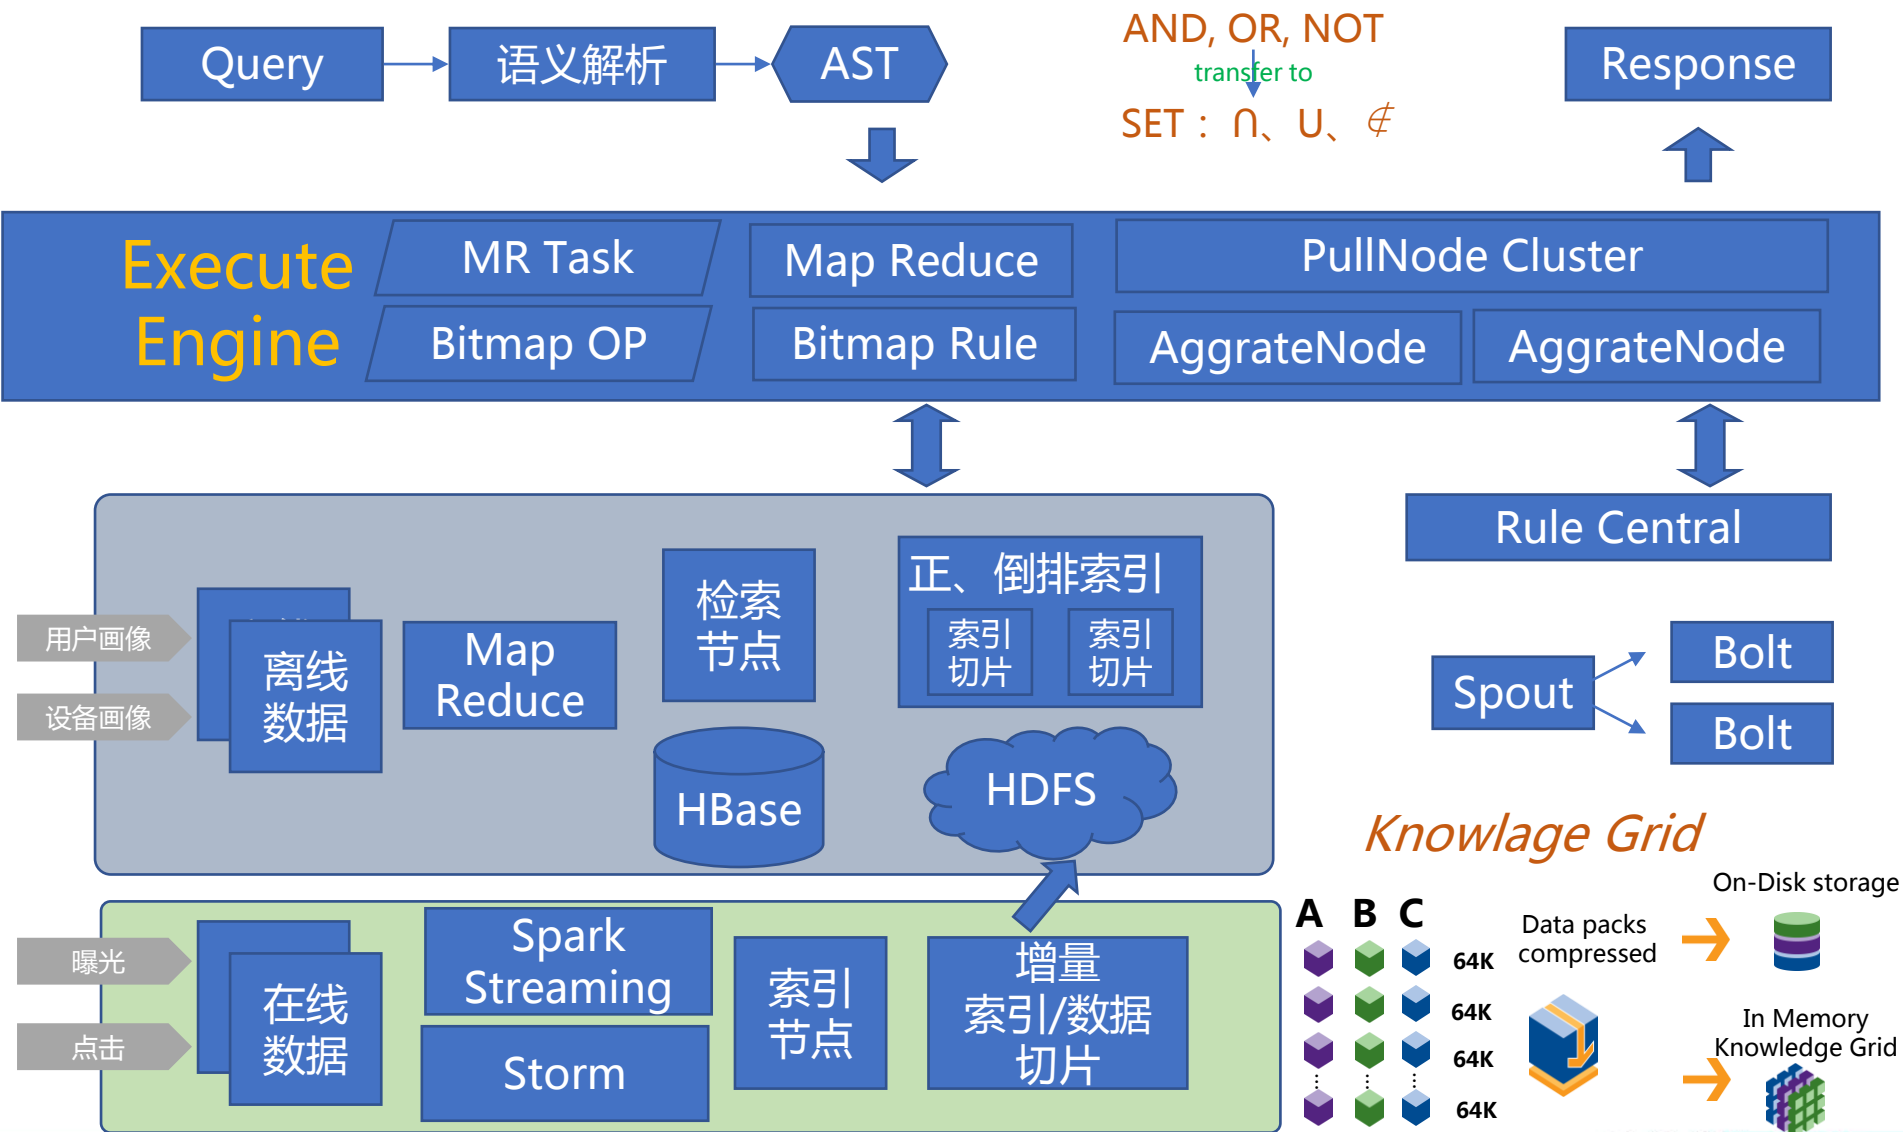 Query
语义解析
AST
AND, OR, NOT
transfer to
SET： ∩、U、∉
Response
Execute
Engine
MR Task
Map Reduce
PullNode Cluster
Bitmap OP
Bitmap Rule
AggrateNode
AggrateNode
用户画像
设备画像
离线
数据
Map
Reduce
检索
节点
正、倒排索引
索引
切片
索引
切片
HBase
HDFS
Rule Central
Spout
Bolt
Bolt
曝光
点击
在线
数据
Spark
Streaming
Storm
索引
节点
增量
索引/数据
切片
Knowlage Grid
A B C
64K
64K
64K
64K
Data packs
compressed
On-Disk storage
In Memory
Knowledge Grid